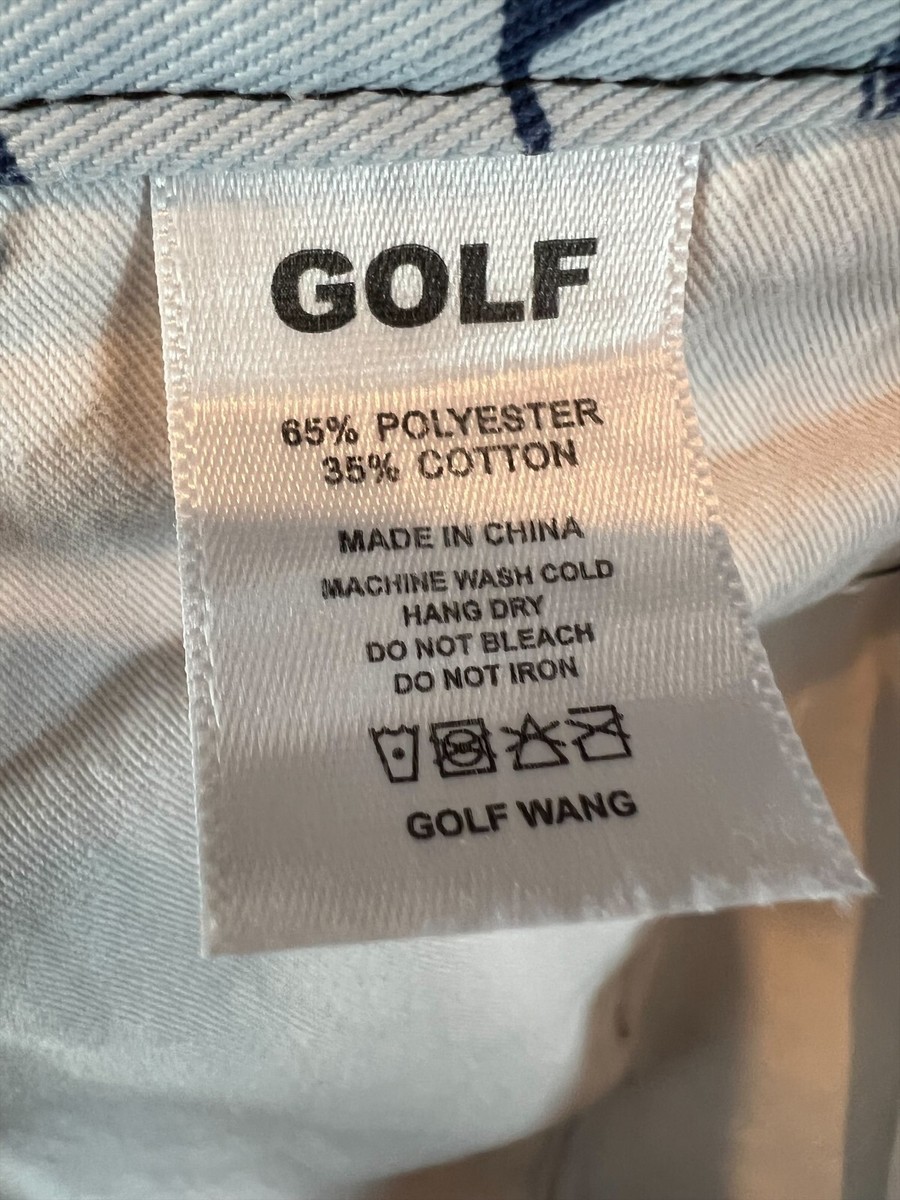 GOLF
65% POLYESTER
35% COTTON
MADE IN CHINA
MACHINE WASH COLD
HANG DRY
DO NOT BLEACH
DO NOT IRON
GOLF WANG